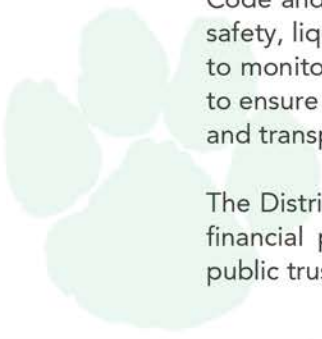 Code and
safety, liq
to monito
to ensure
and transp
The Distri
financial p
public trus